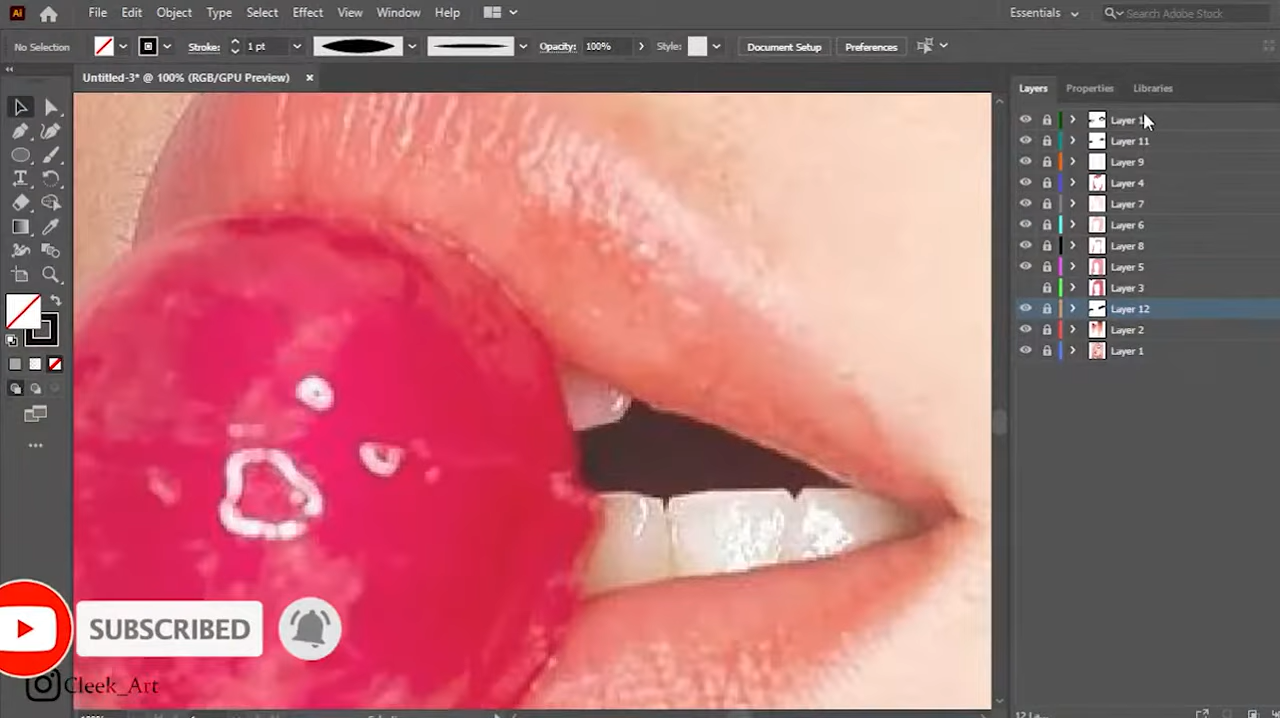 Ai File Edit Object Type Select Effect View Window Help Essentials Search Adobe Stock
No Selection Stroke: 1 pt Opacity: 100% Style: Document Setup Preferences
Untitled-3* @ 100% (RGB/GPU Preview) ×
Layers Properties Libraries
Layer 1
Layer 11
Layer 9
Layer 4
Layer 7
Layer 6
Layer 8
Layer 5
Layer 3
Layer 12
Layer 2
Layer 1
SUBSCRIBED
Cleek_Art